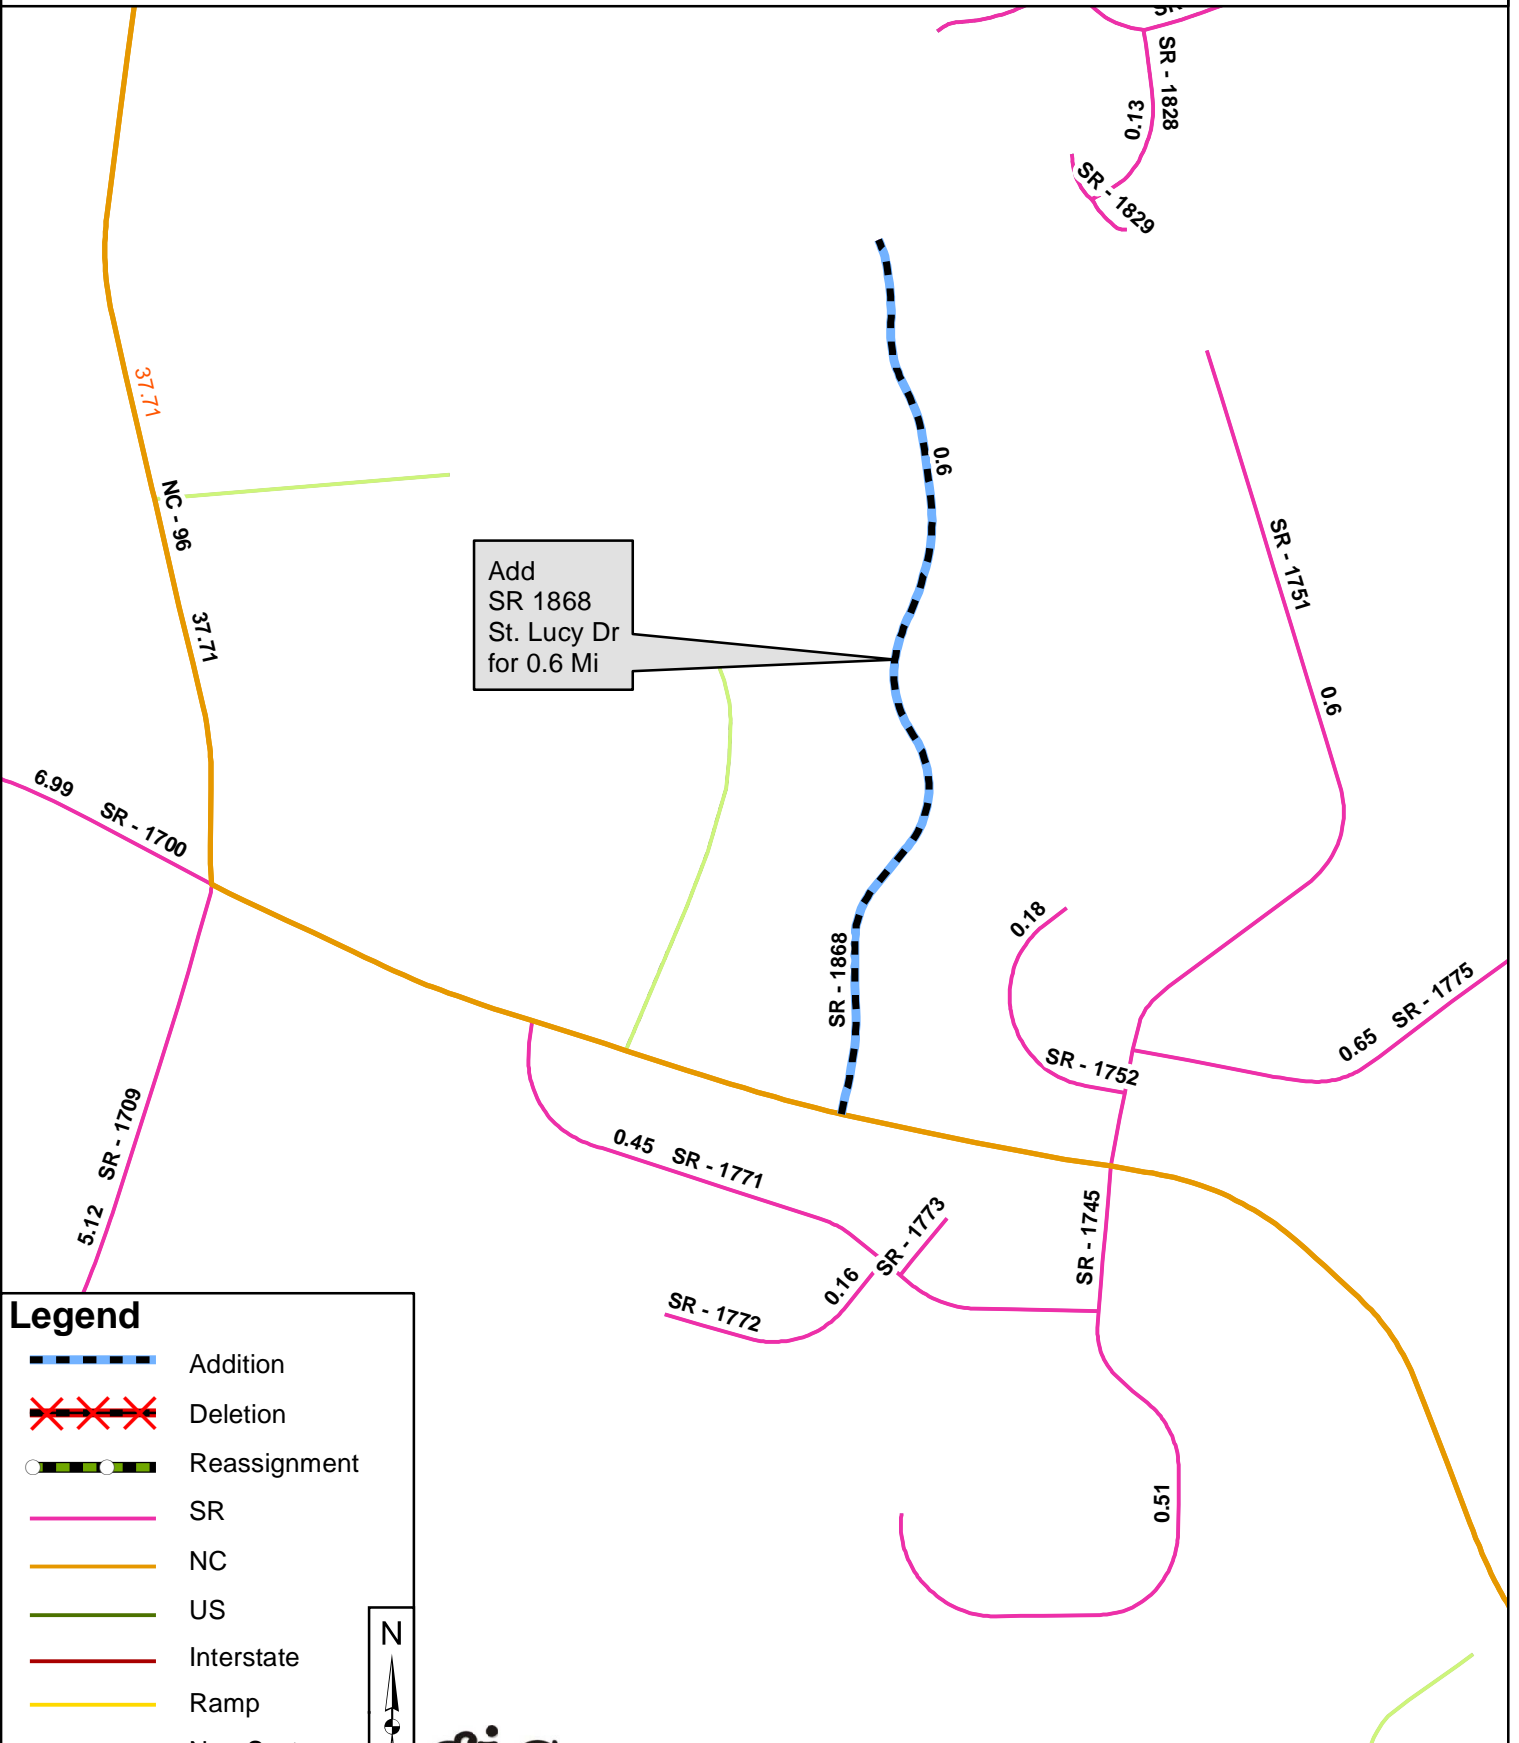 SR - 1828
0.13
SR - 1829
37.71
0.6
NC - 96
SR - 1751
Add
SR 1868
St. Lucy Dr
for 0.6 Mi
37.71
0.6
6.99 SR - 1700
0.18
SR - 1868
0.65 SR - 1775
SR - 1752
SR - 1709
5.12
0.45 SR - 1771
SR - 1745
SR - 1773
0.16
SR - 1772
0.51
Legend
Addition
Deletion
Reassignment
SR
NC
US
Interstate
Ramp
N